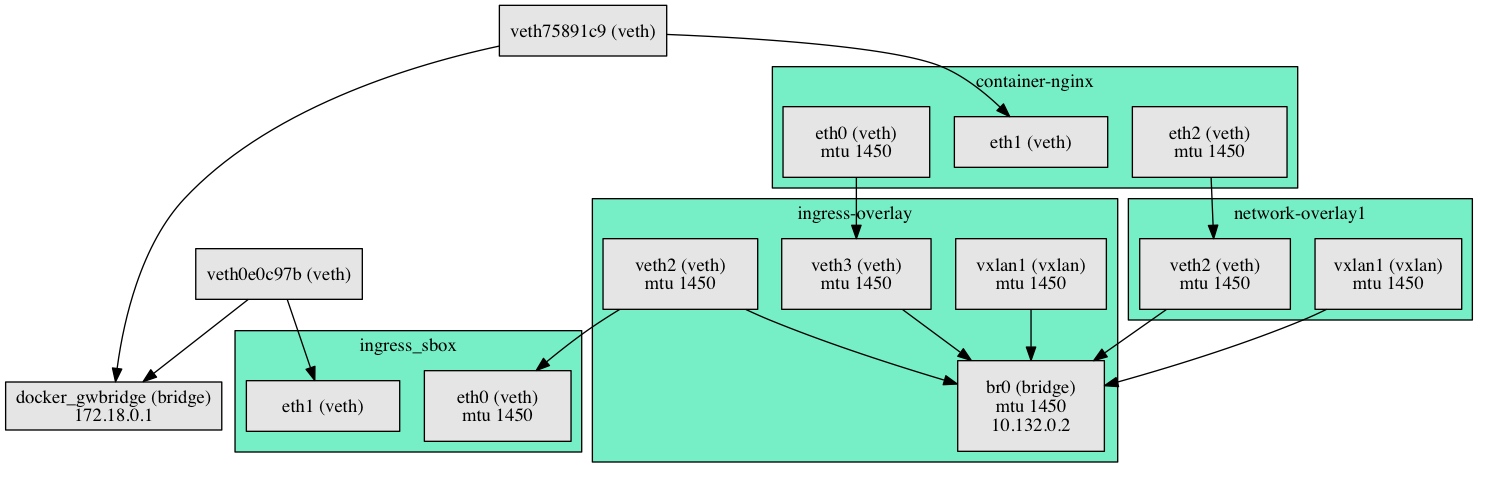 veth75891c9 (veth)
container-nginx
eth0 (veth)
mtu 1450
eth1 (veth)
eth2 (veth)
mtu 1450
ingress-overlay
network-overlay1
veth2 (veth)
mtu 1450
veth3 (veth)
mtu 1450
vxlan1 (vxlan)
mtu 1450
veth2 (veth)
mtu 1450
vxlan1 (vxlan)
mtu 1450
veth0e0c97b (veth)
ingress_sbox
docker_gwbridge (bridge)
172.18.0.1
eth1 (veth)
eth0 (veth)
mtu 1450
br0 (bridge)
mtu 1450
10.132.0.2